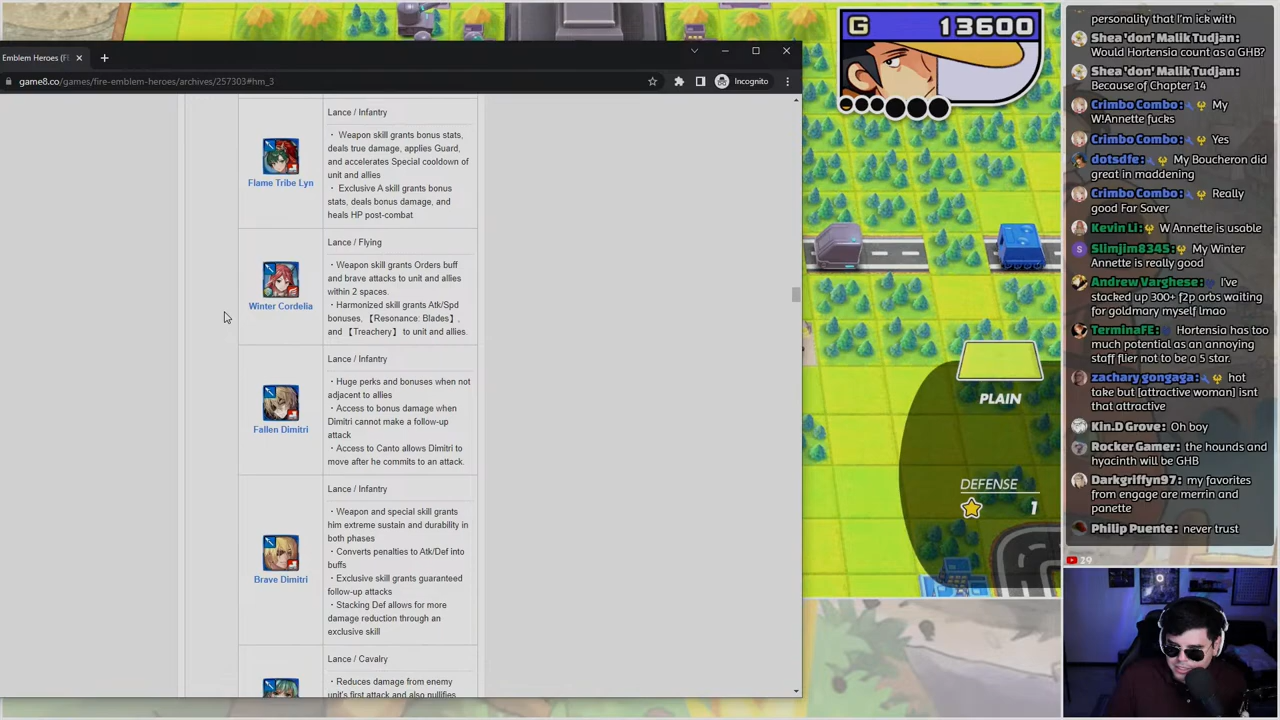 Emblem Heroes (F
game8.co/games/fire-emblem-heroes/archives/257303#hm_3
Incognito
Lance / Infantry
・ Weapon skill grants bonus stats,
deals true damage, applies Guard,
and accelerates Special cooldown of
unit and allies
・ Exclusive A skill grants bonus
stats, deals bonus damage, and
heals HP post-combat
Flame Tribe Lyn
Lance / Flying
・Weapon skill grants Orders buff
and brave attacks to unit and allies
within 2 spaces.
・Harmonized skill grants Atk/Spd
bonuses, 【Resonance: Blades】,
and 【Treachery】 to unit and allies.
Winter Cordelia
Lance / Infantry
・Huge perks and bonuses when not
adjacent to allies
・Access to bonus damage when
Dimitri cannot make a follow-up
attack
・Access to Canto allows Dimitri to
move after he commits to an attack.
Fallen Dimitri
Lance / Infantry
・Weapon and special skill grants
him extreme sustain and durability in
both phases
・Converts penalties to Atk/Def into
buffs
・Exclusive skill grants guaranteed
follow-up attacks
・Stacking Def allows for more
damage reduction through an
exclusive skill
Brave Dimitri
Lance / Cavalry
・Reduces damage from enemy
unit's first attack and also nullifies
G 13600
PLAIN
DEFENSE
1
personality that I'm ick with
Shea 'don' Malik Tudjan:
Would Hortensia count as a GHB?
Shea 'don' Malik Tudjan:
Because of Chapter 14
Crimbo Combo: My
W!Annette fucks
Crimbo Combo: Yes
dotsdfe: My Boucheron did
great in maddening
Crimbo Combo: Really
good Far Saver
Kevin Li: W Annette is usable
Slimjim8345: My Winter
Annette is really good
Andrew Varghese: I've
stacked up 300+ f2p orbs waiting
for goldmary myself lmao
TerminaFE: Hortensia has too
much potential as an annoying
staff flier not to be a 5 star.
zachary gongaga: hot
take but [attractive woman] isnt
that attractive
Kin.D Grove: Oh boy
Rocker Gamer: the hounds and
hyacinth will be GHB
Darkgriffyn97: my favorites
from engage are merrin and
panette
Philip Puente: never trust
29